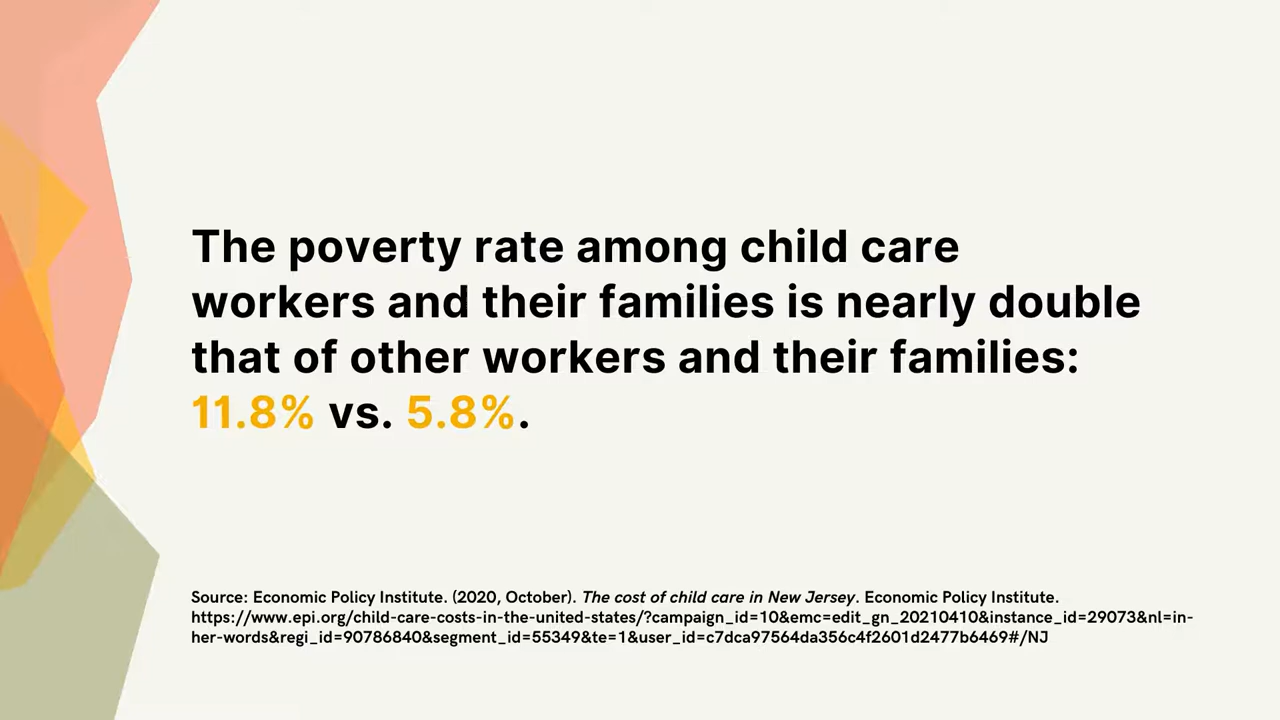 The poverty rate among child care
workers and their families is nearly double
that of other workers and their families:
11.8% vs. 5.8%.
Source: Economic Policy Institute. (2020, October). The cost of child care in New Jersey. Economic Policy Institute.
https://www.epi.org/child-care-costs-in-the-united-states/?campaign_id=10&emc=edit_gn_20210410&instance_id=29073&nl=in-
her-words&regi_id=90786840&segment_id=55349&te=1&user_id=c7dca97564da356c4f2601d2477b6469#/NJ